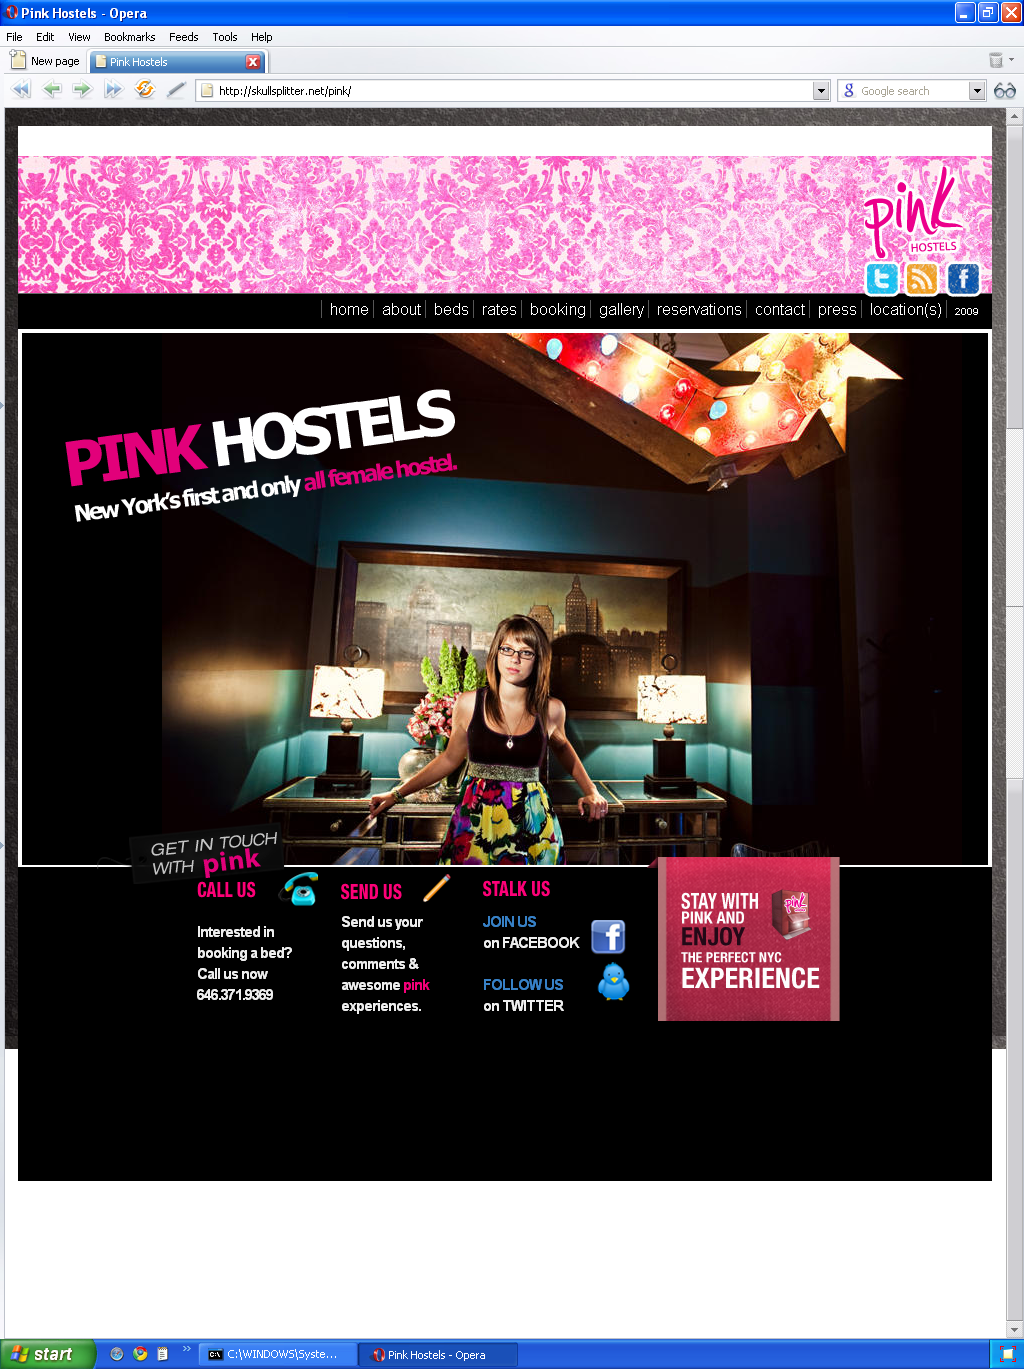 Pink Hostels - Opera
File Edit View Bookmarks Feeds Tools Help
New page Pink Hostels
http://skullsplitter.net/pink/ Google search
pink
HOSTELS
home about beds rates booking gallery reservations contact press location(s) 2009
PINK HOSTELS
New York's first and only all female hostel.
GET IN TOUCH
WITH pink
CALL US
Interested in
booking a bed?
Call us now
646.371.9369
SEND US
Send us your
questions,
comments &
awesome pink
experiences.
STALK US
JOIN US
on FACEBOOK
FOLLOW US
on TWITTER
STAY WITH
PINK AND
ENJOY
THE PERFECT NYC
EXPERIENCE
pink
start C:\WINDOWS\Syste... Pink Hostels - Opera